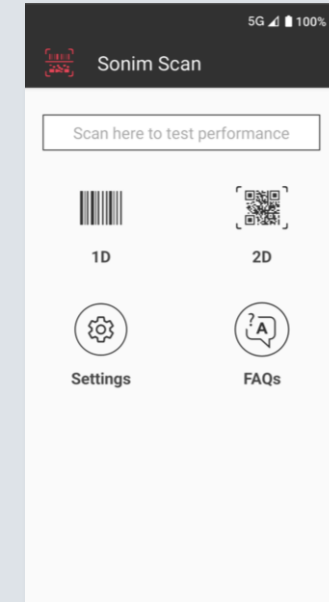 5G 100%
Sonim Scan
Scan here to test performance
1D 2D
? A
Settings FAQs